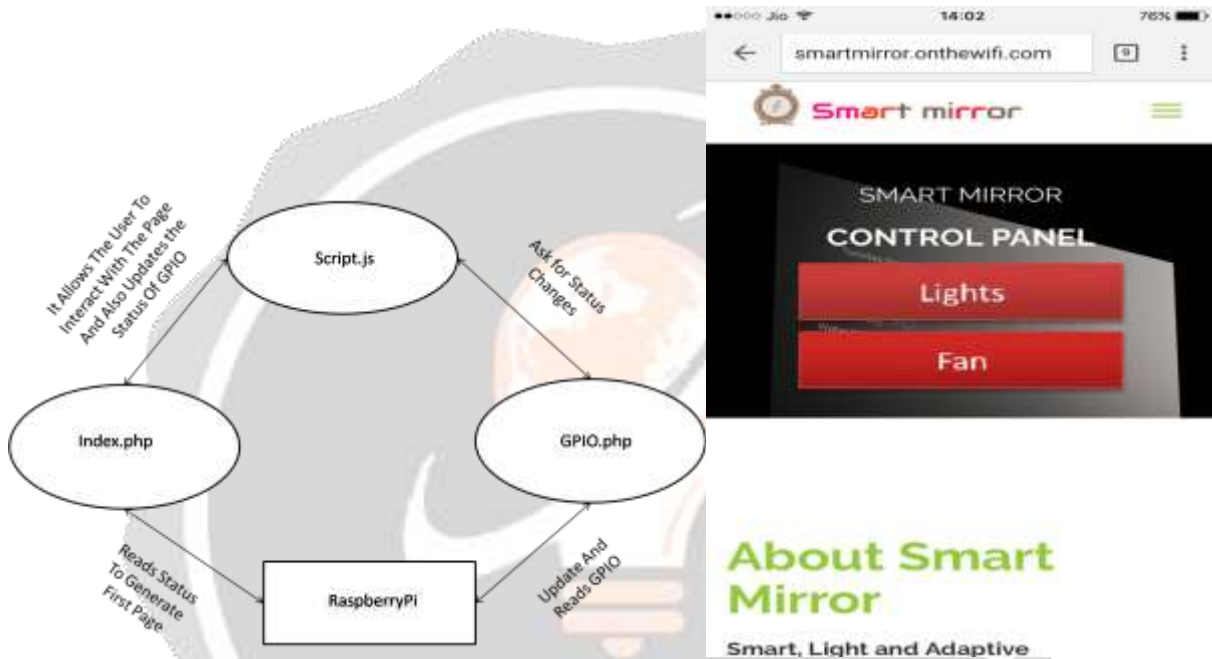 It Allows The User To
Interact With The Page
And Also Updates the
Status Of GPIO
Script.js
Ask for Status
Changes
Index.php
GPIO.php
Reads Status
To Generate
First Page
RaspberryPi
Update And
Reads GPIO
Jio 14:02 76%
smartmirror.onthewifi.com 9
Smart mirror
SMART MIRROR
CONTROL PANEL
Lights
Fan
About Smart
Mirror
Smart, Light and Adaptive